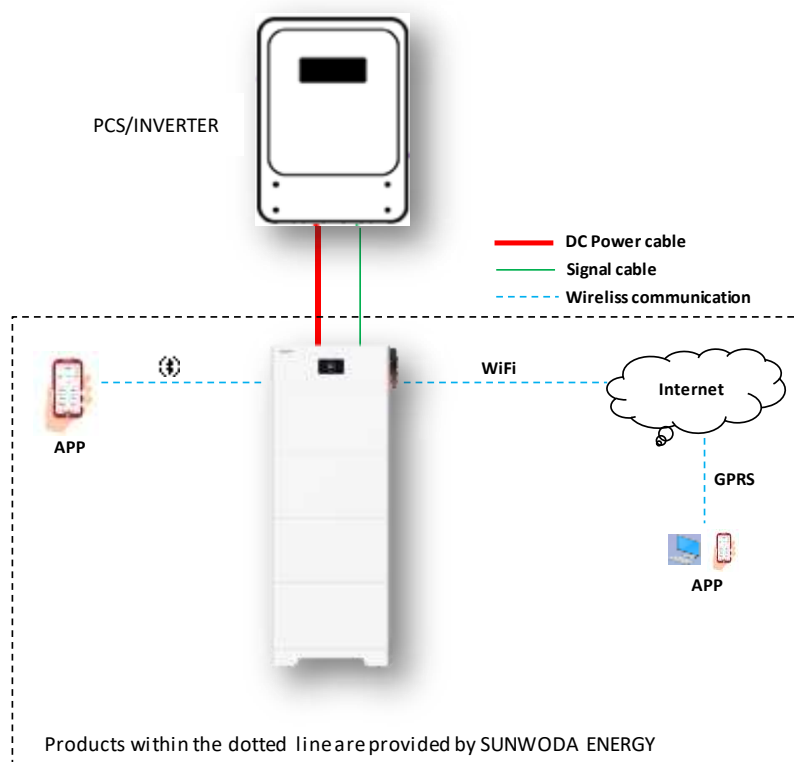 PCS/INVERTER
DC Power cable
Signal cable
Wireliss communication
WiFi
Internet
APP
GPRS
APP
Products within the dotted line are provided by SUNWODA ENERGY